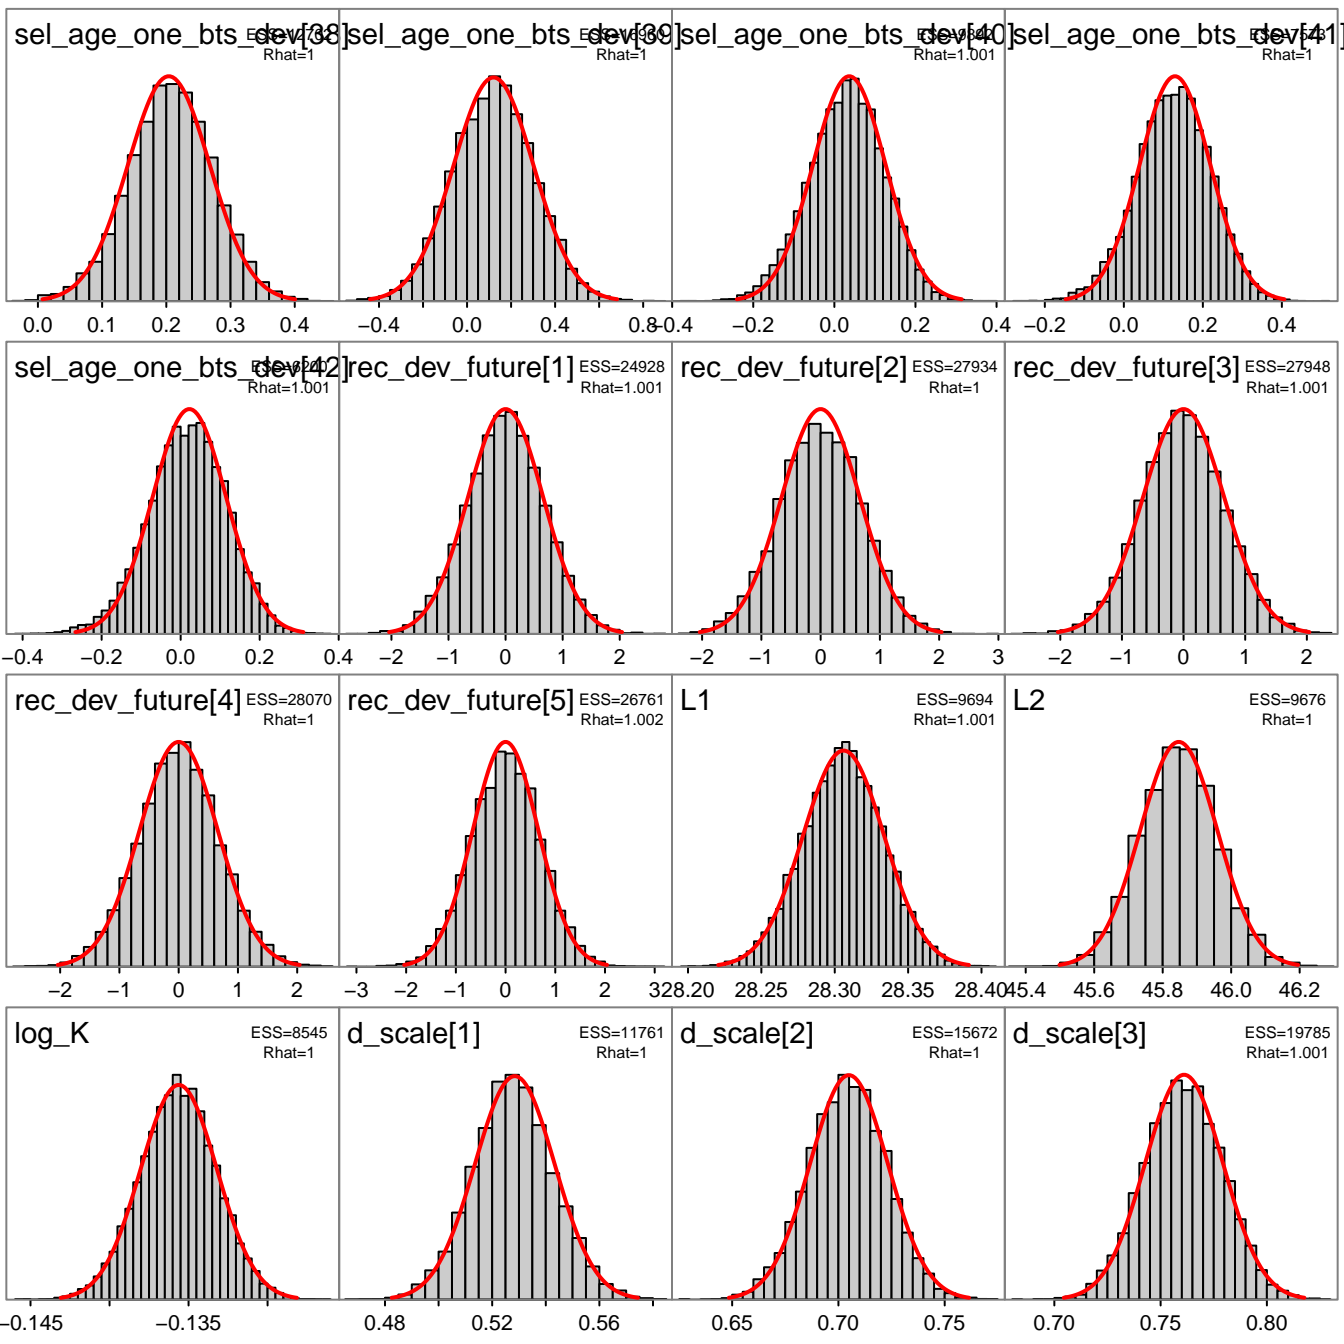 sel_age_one_bts_dev[38]
Rhat=1
sel_age_one_bts_dev[39]
Rhat=1
sel_age_one_bts_dev[40]
Rhat=1.001
sel_age_one_bts_dev[41]
Rhat=1
0.0 0.1 0.2 0.3 0.4
−0.4 0.0 0.4 0.8
−0.4 −0.2 0.0 0.2 0.4
−0.2 0.0 0.2 0.4
sel_age_one_bts_dev[42]
Rhat=1.001
rec_dev_future[1]
ESS=24928
Rhat=1.001
rec_dev_future[2]
ESS=27934
Rhat=1
rec_dev_future[3]
ESS=27948
Rhat=1.001
−0.4 −0.2 0.0 0.2 0.4
−2 −1 0 1 2
−2 −1 0 1 2 3
−2 −1 0 1 2
rec_dev_future[4]
ESS=28070
Rhat=1
rec_dev_future[5]
ESS=26761
Rhat=1.002
L1
ESS=9694
Rhat=1.001
L2
ESS=9676
Rhat=1
−2 −1 0 1 2
−3 −2 −1 0 1 2 3
28.20 28.25 28.30 28.35 28.40
45.4 45.6 45.8 46.0 46.2
log_K
ESS=8545
Rhat=1
d_scale[1]
ESS=11761
Rhat=1
d_scale[2]
ESS=15672
Rhat=1
d_scale[3]
ESS=19785
Rhat=1.001
−0.145 −0.135
0.48 0.52 0.56
0.65 0.70 0.75
0.70 0.75 0.80